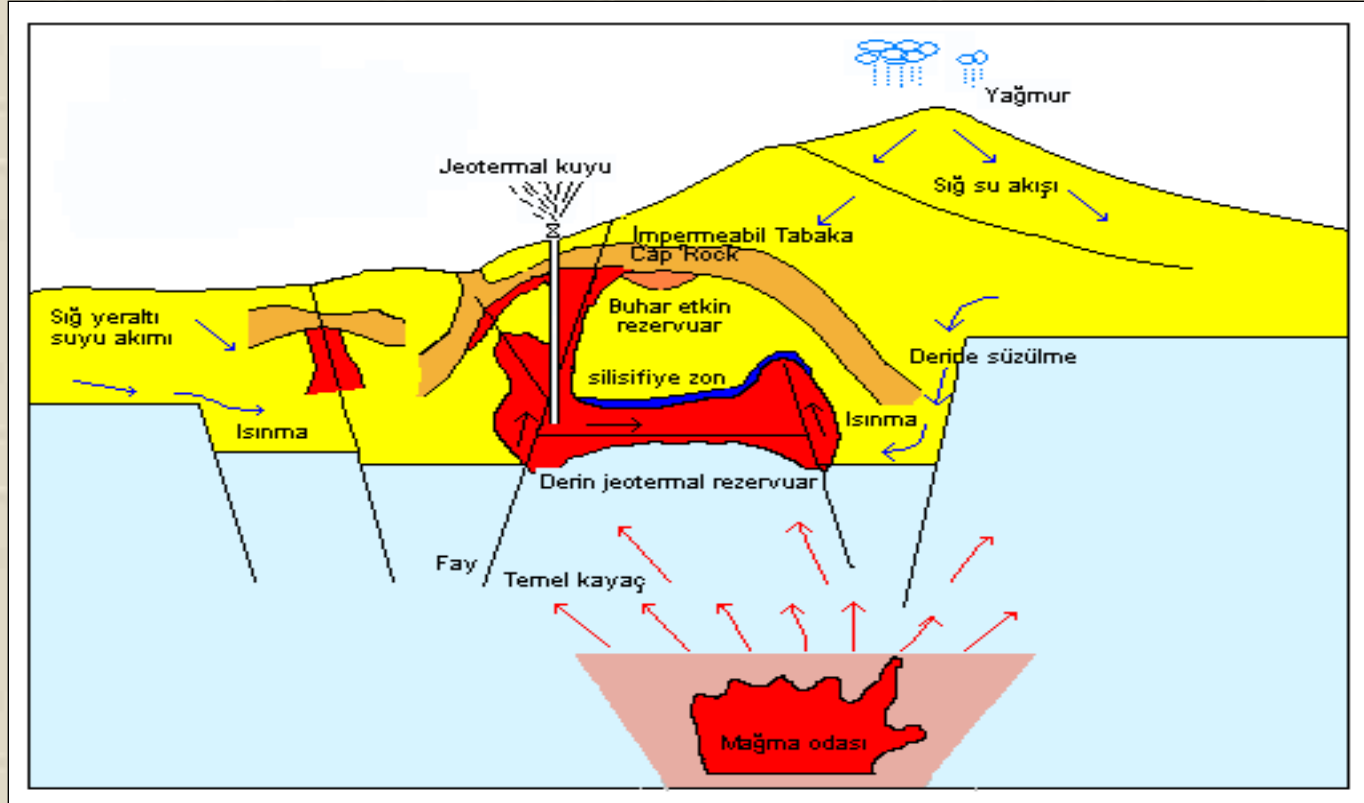 Yağmur
Jeotermal kuyu
Sığ su akışı
İmpermeabil Tabaka
Cap Rock
Buhar etkin
rezervuar
Sığ yeraltı
suyu akımı
Deride süzülme
silisifiye zon
Isınma
Isınma
Derin jeotermal rezervuar
Fay
Temel kayaç
Mağma odası